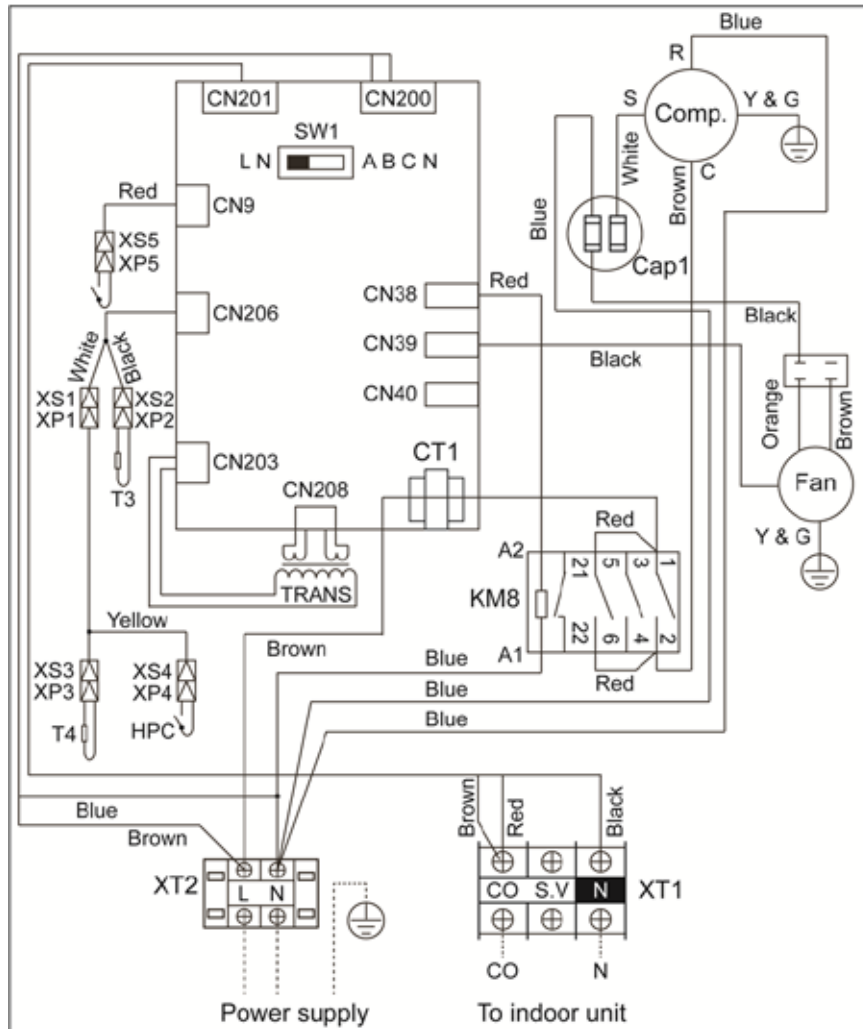 Blue
R
CN201
CN200
S
Comp.
Y & G
SW1
L N
A B C N
White
C
Brown
Blue
Red
CN9
XS5
XP5
Cap1
Red
CN38
CN206
Black
White
Black
CN39
Black
XS1
XP1
XS2
XP2
CN40
Orange
Brown
T3
CN203
CT1
CN208
Fan
Red
Y & G
A2
21
5
3
1
KM8
TRANS
22
6
4
2
A1
Yellow
Brown
Blue
Red
XS3
XP3
XS4
XP4
Blue
T4
HPC
Blue
Blue
Brown
Brown
Red
Black
XT2
L N
CO S.V N
XT1
CO
N
Power supply
To indoor unit